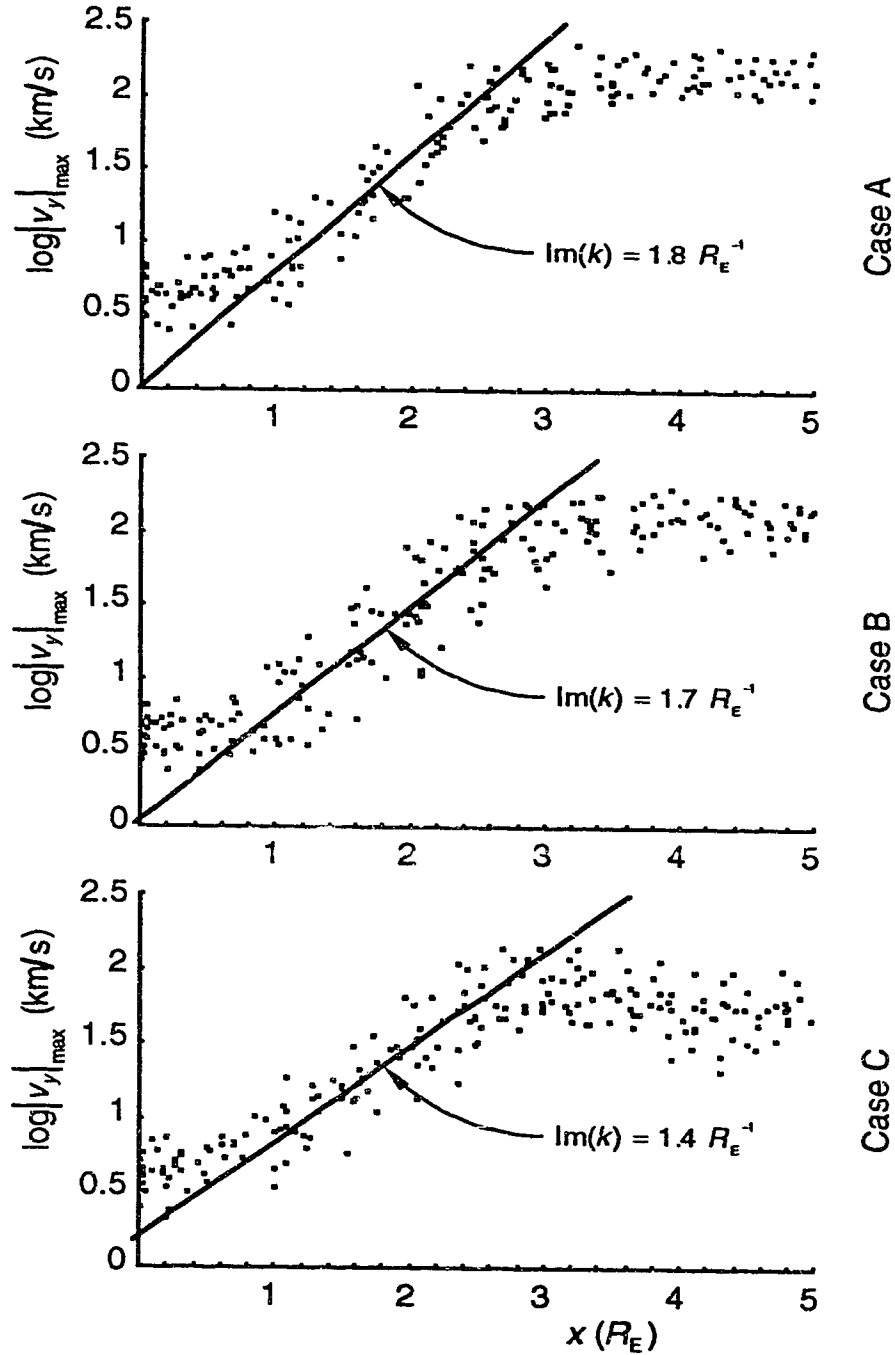 2.5
2
1.5
1
0.5
0
log|v_y|_max (km/s)
Im(k) = 1.8 R_E^-1
1 2 3 4 5
Case A
2.5
2
1.5
1
0.5
0
log|v_y|_max (km/s)
Im(k) = 1.7 R_E^-1
1 2 3 4 5
Case B
2.5
2
1.5
1
0.5
0
log|v_y|_max (km/s)
Im(k) = 1.4 R_E^-1
1 2 3 4 5
x (R_E)
Case C